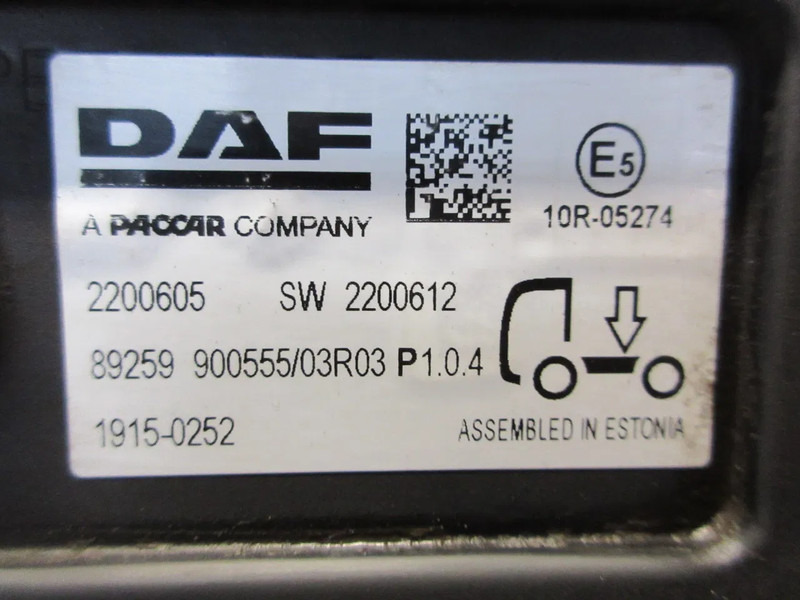 DAF
A PACCAR COMPANY
E5
10R-05274
2200605 SW 2200612
89259 900555/03R03 P1.0.4
1915-0252
ASSEMBLED IN ESTONIA